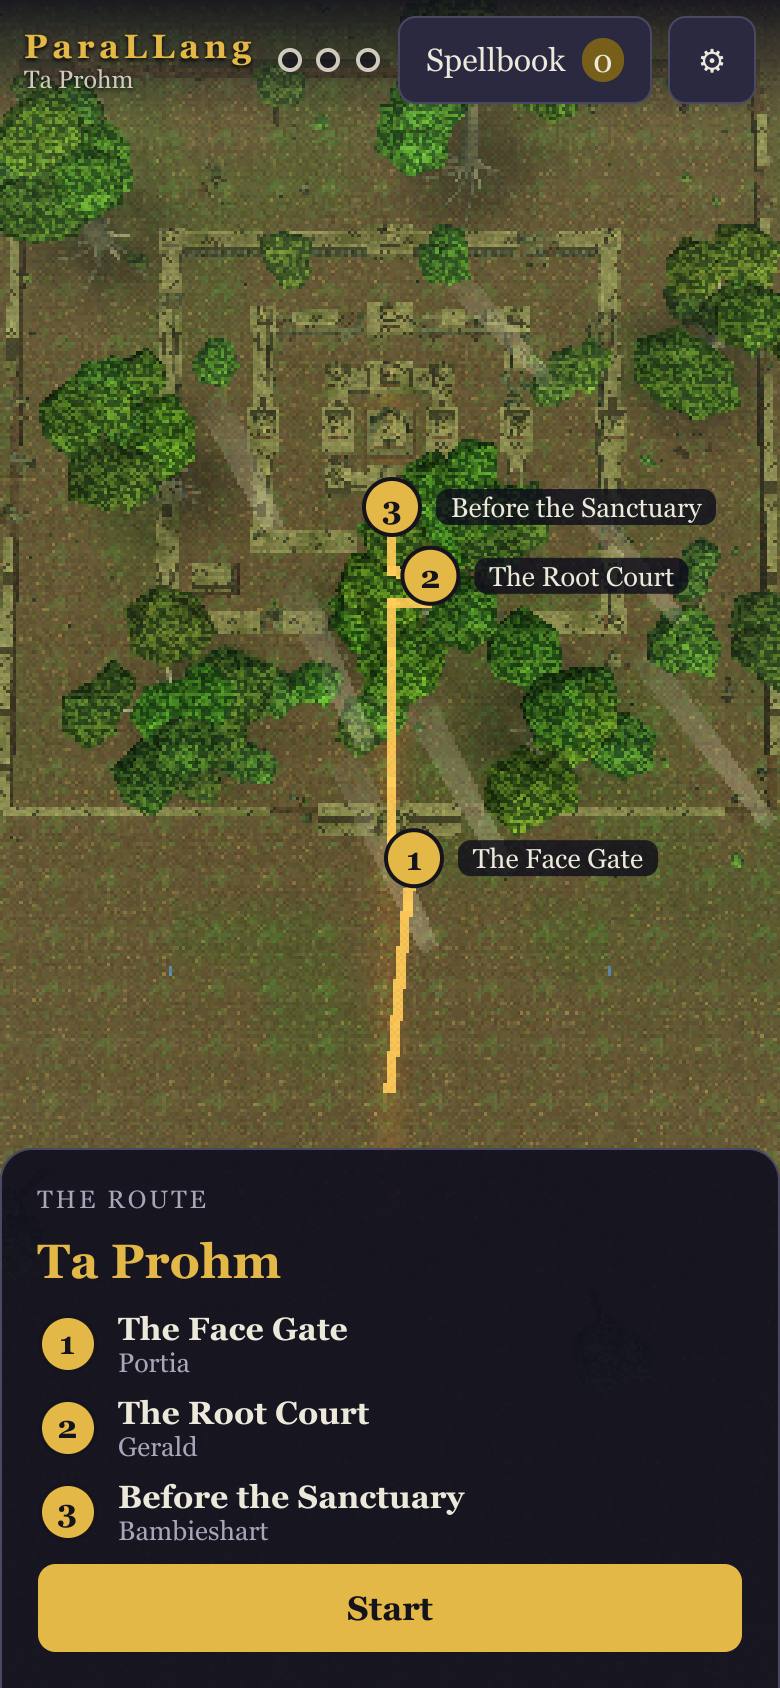 ParaLLang
Ta Prohm
Spellbook 0
3 Before the Sanctuary
2 The Root Court
1 The Face Gate
THE ROUTE
Ta Prohm
1 The Face Gate
Portia
2 The Root Court
Gerald
3 Before the Sanctuary
Bambieshart
Start